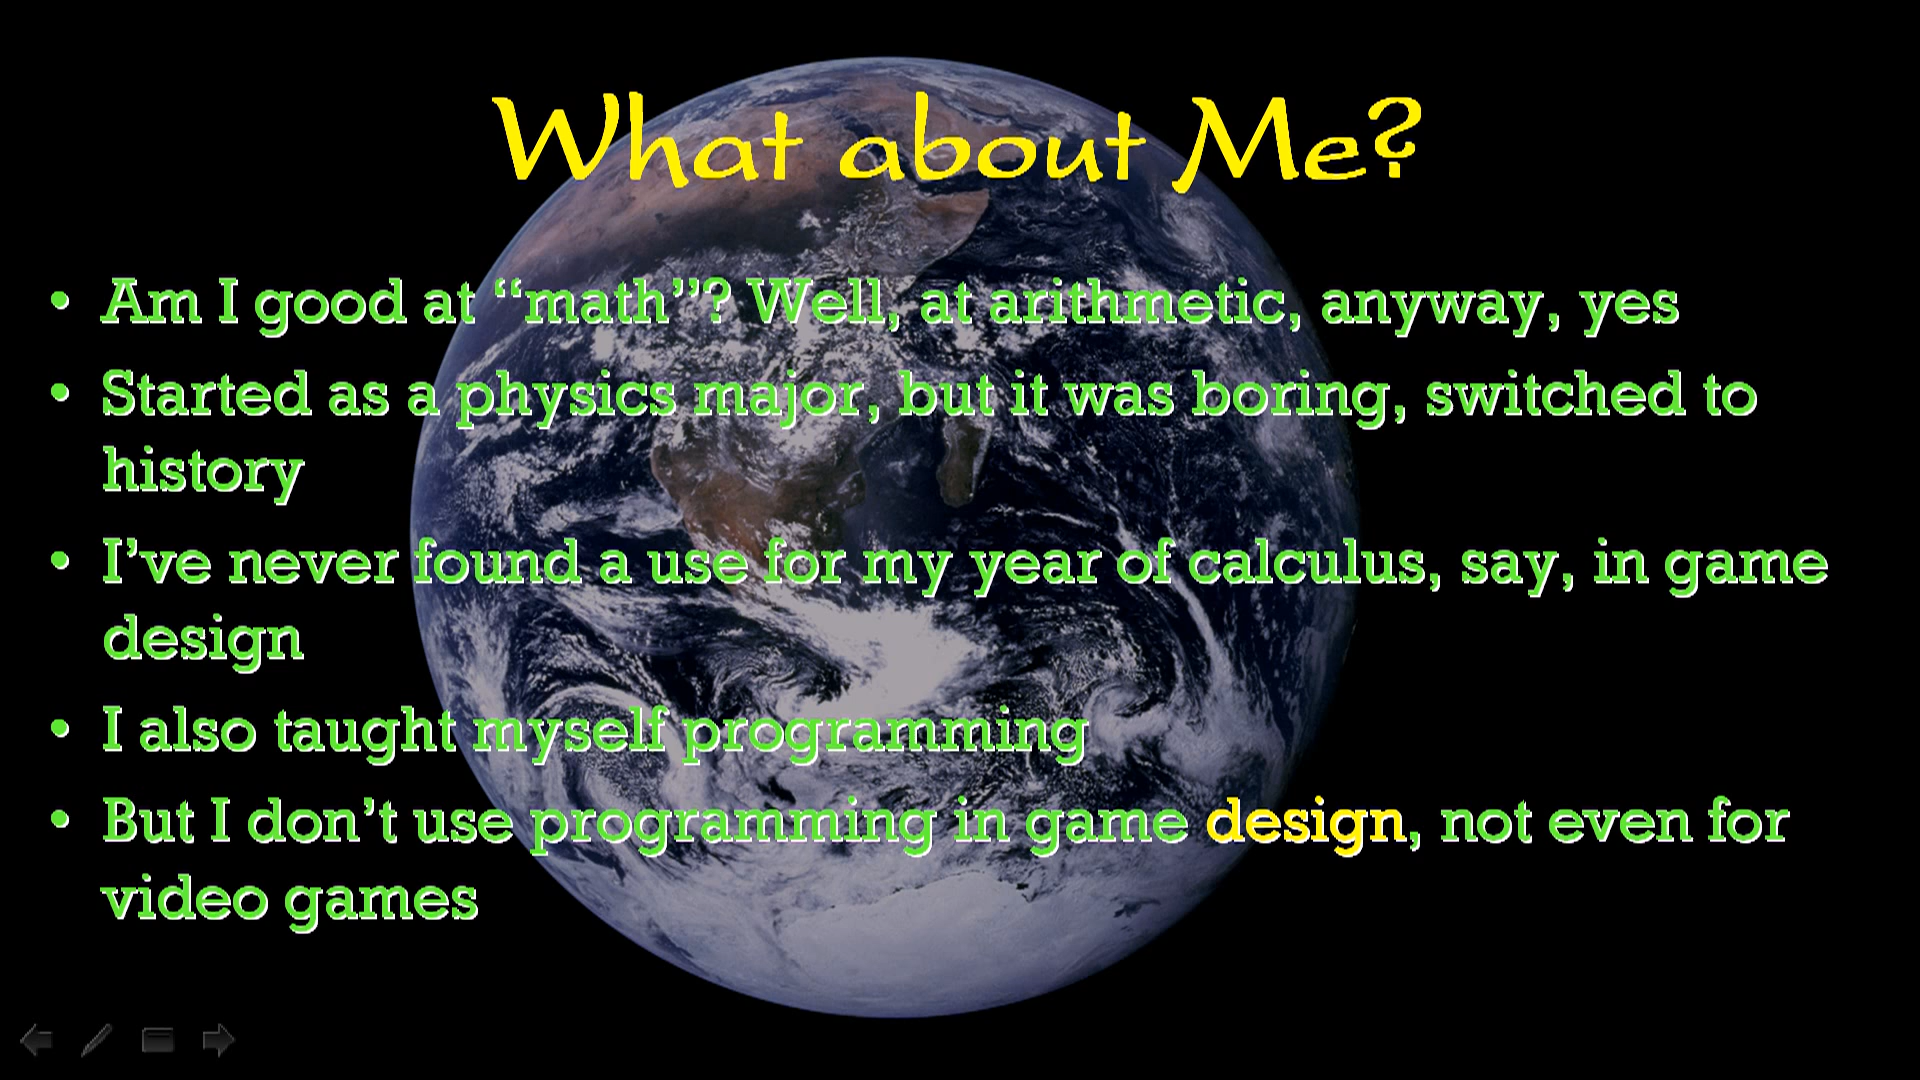 What about Me?
• Am I good at “math”? Well, at arithmetic, anyway, yes
• Started as a physics major, but it was boring, switched to
history
• I’ve never found a use for my year of calculus, say, in game
design
• I also taught myself programming
• But I don’t use programming in game design, not even for
video games